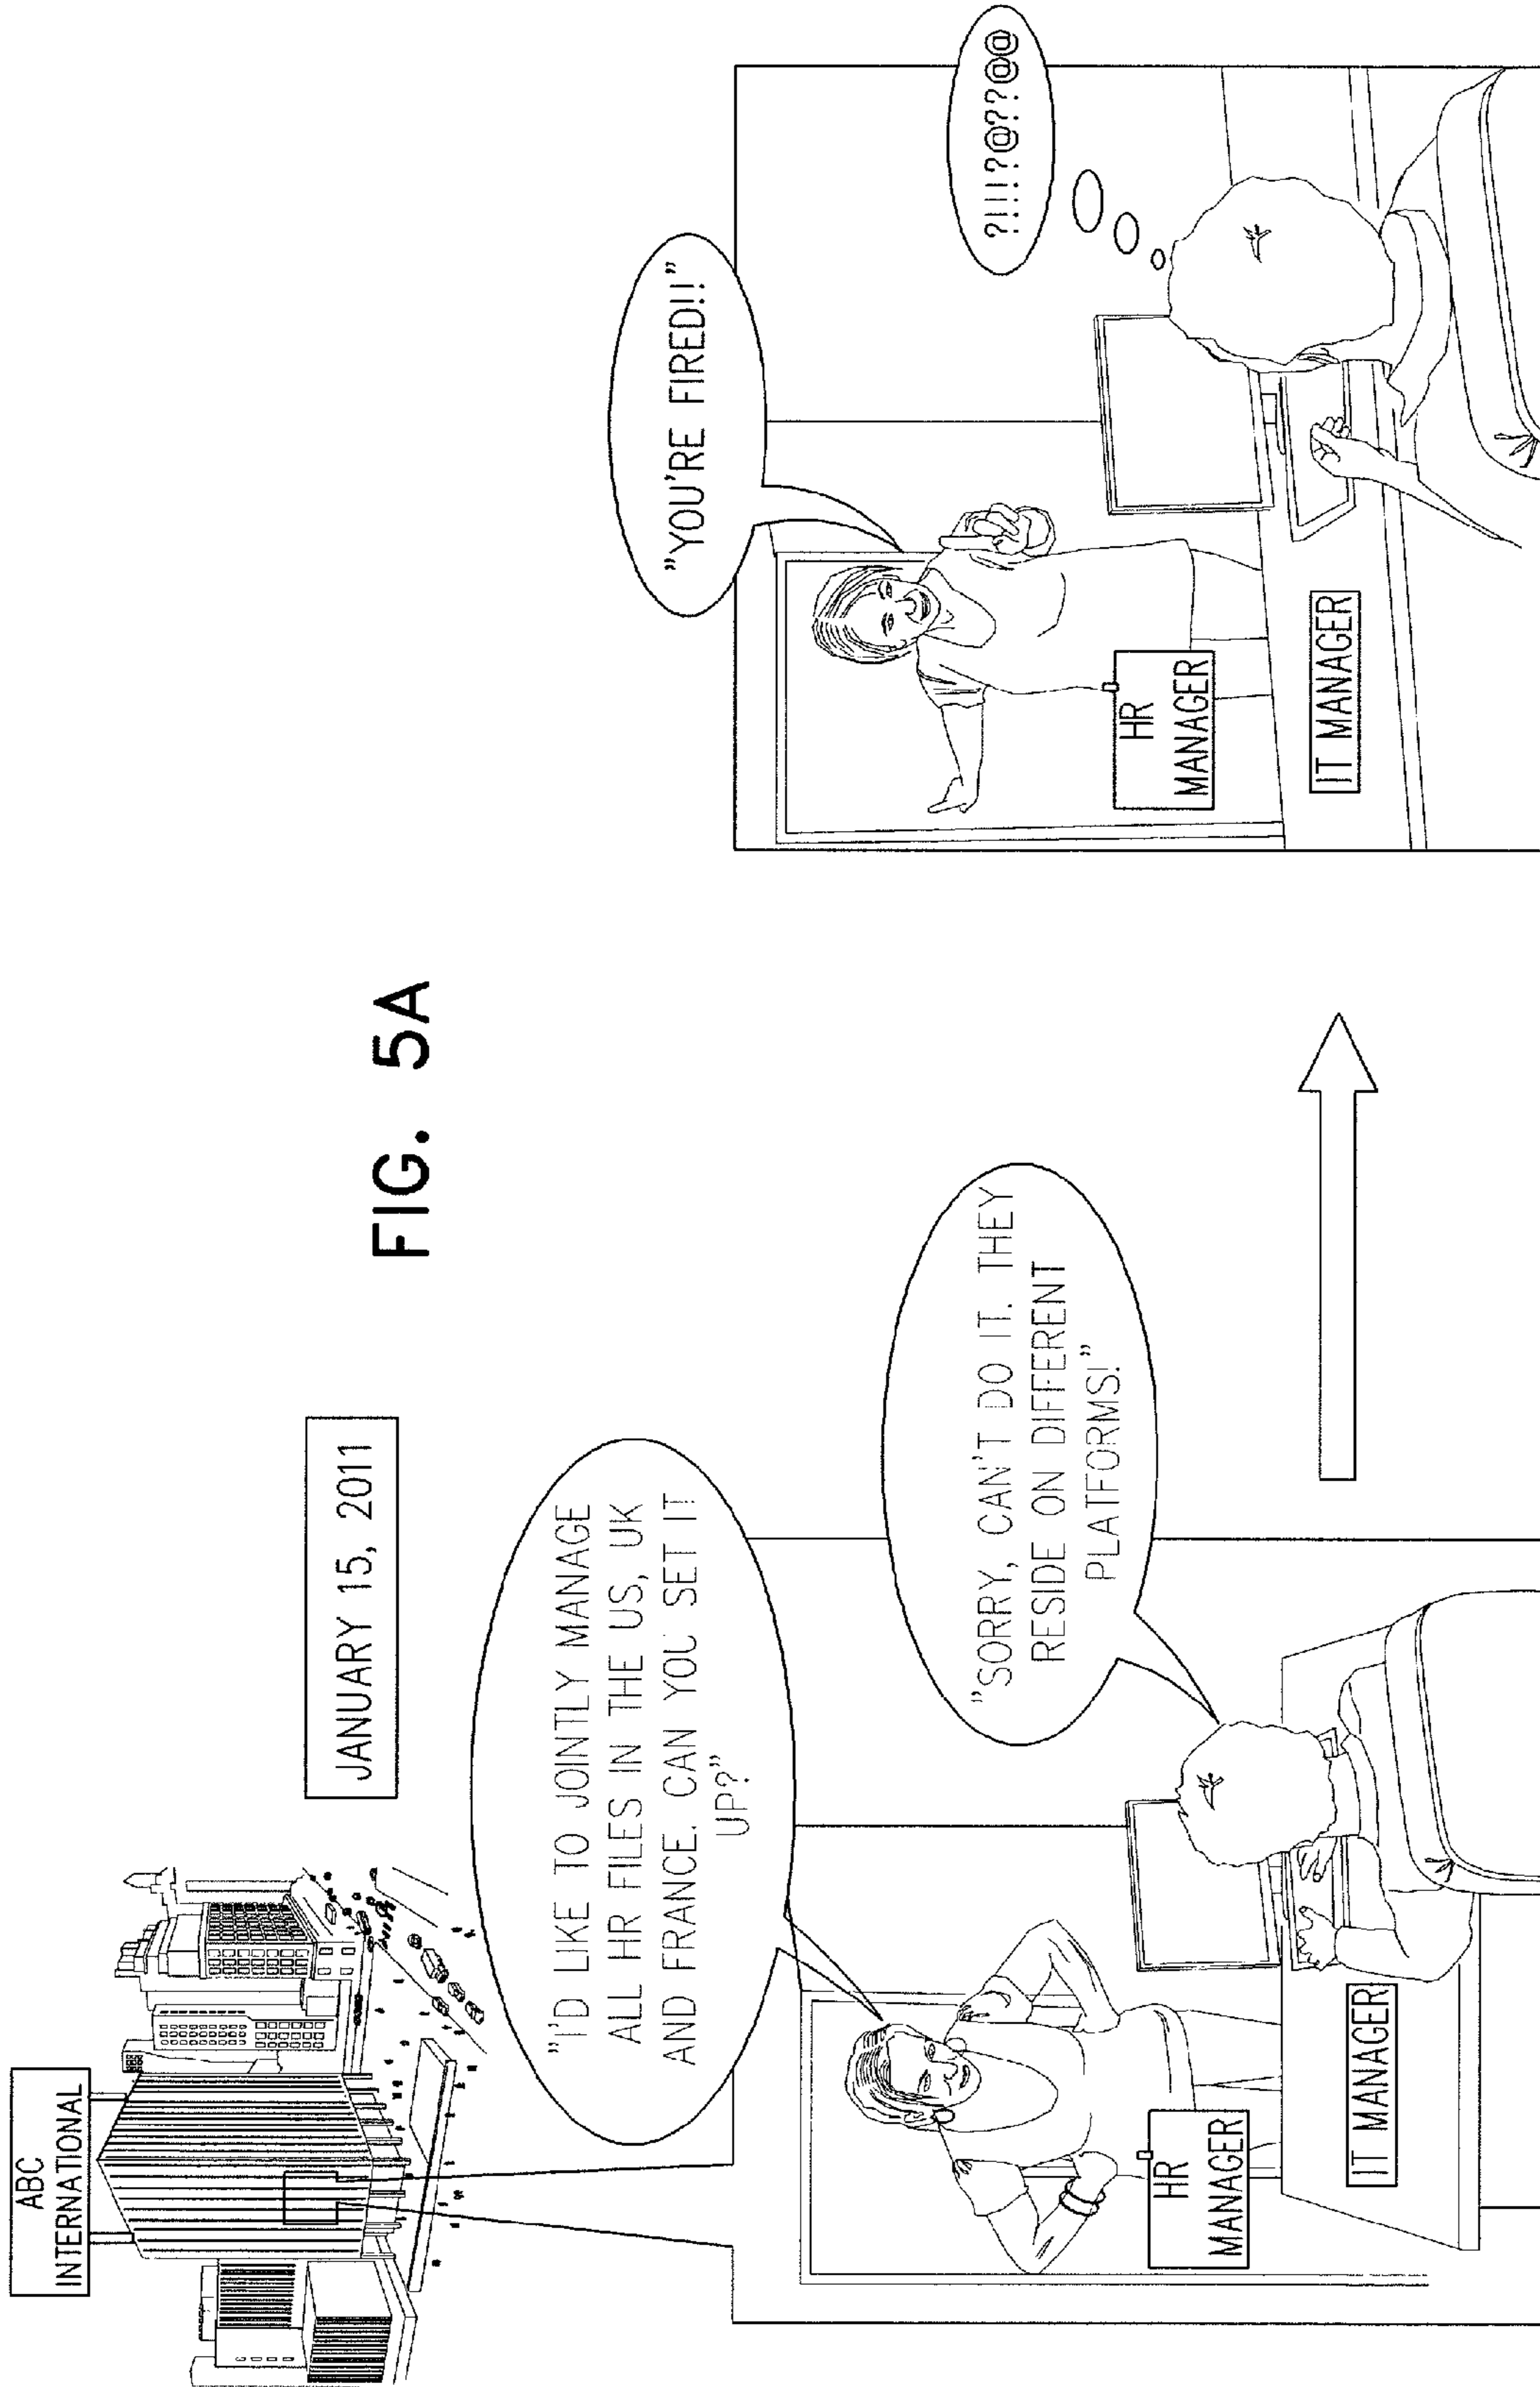 ABC
INTERNATIONAL
JANUARY 15, 2011
FIG. 5A
"I'D LIKE TO JOINTLY MANAGE
ALL HR FILES IN THE US, UK
AND FRANCE. CAN YOU SET IT
UP?"
"SORRY, CAN'T DO IT. THEY
RESIDE ON DIFFERENT
PLATFORMS!"
HR
MANAGER
IT MANAGER
"YOU'RE FIRED!!"
?!!!?@??@@
HR
MANAGER
IT MANAGER